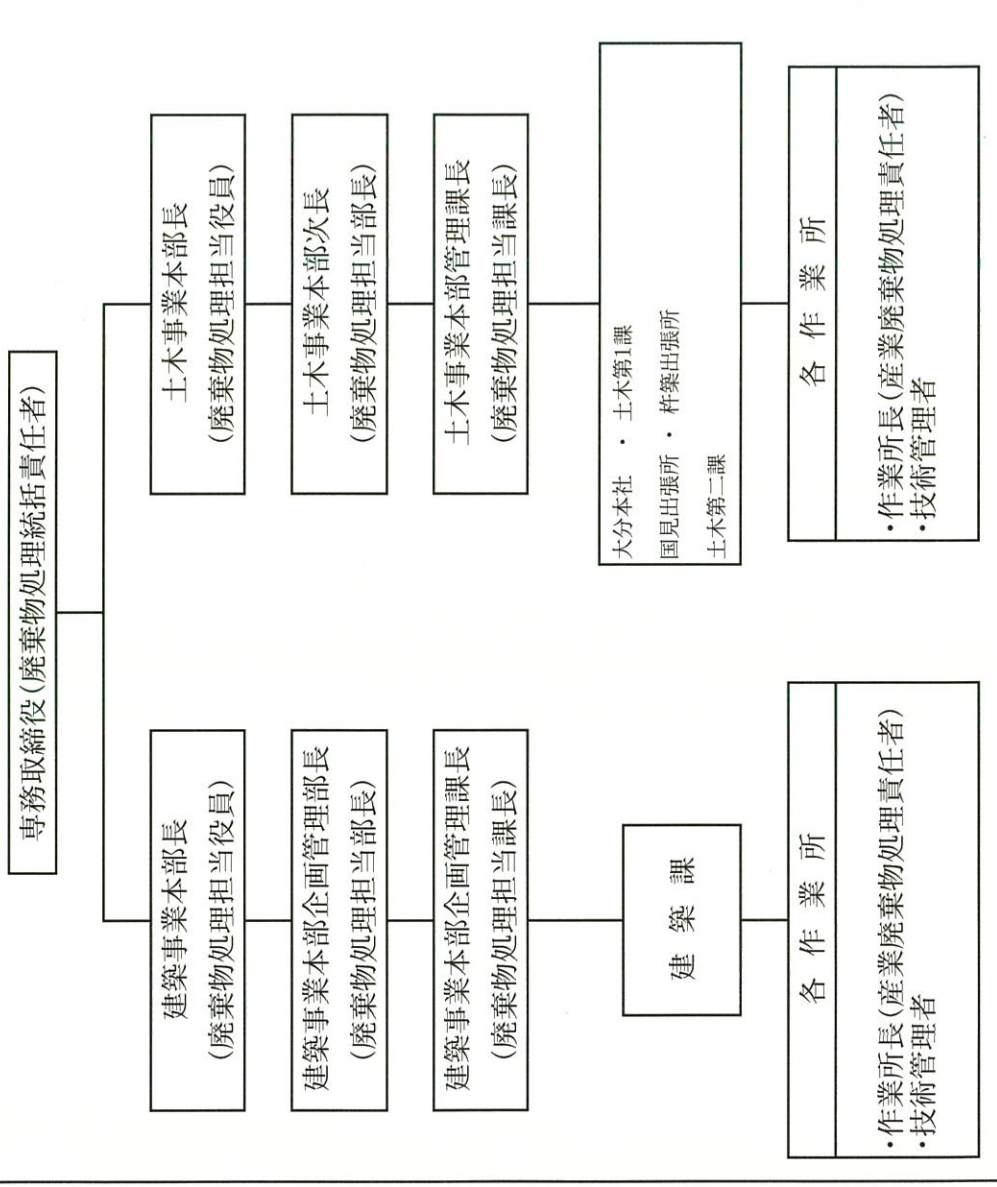 専務取締役(廃棄物処理統括責任者)
建築事業本部長
(廃棄物処理担当役員)
建築事業本部企画管理部長
(廃棄物処理担当部長)
建築事業本部企画管理課長
(廃棄物処理担当課長)
建築課
各作業所
・作業所長(産業廃棄物処理責任者)
・技術管理者
土木事業本部長
(廃棄物処理担当役員)
土木事業本部次長
(廃棄物処理担当部長)
土木事業本部管理課長
(廃棄物処理担当課長)
大分本社 ・ 土木第1課
国見出張所 ・ 杵築出張所
土木第二課
各作業所
・作業所長(産業廃棄物処理責任者)
・技術管理者